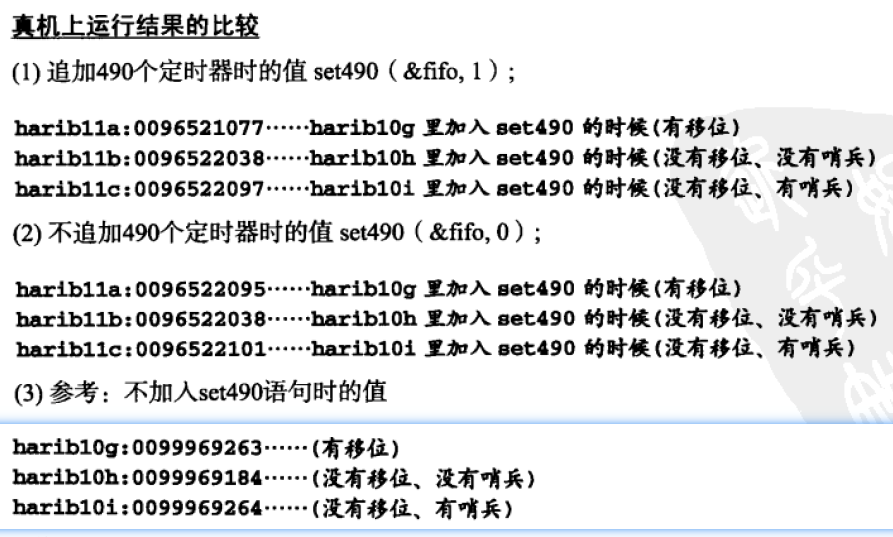 真机上运行结果的比较
(1) 追加490个定时器时的值 set490（&fifo, 1）;
harib11a:0096521077……harib10g 里加入 set490 的时候(有移位)
harib11b:0096522038……harib10h 里加入 set490 的时候(没有移位、没有哨兵)
harib11c:0096522097……harib10i 里加入 set490 的时候(没有移位、有哨兵)
(2) 不追加490个定时器时的值 set490（&fifo, 0）;
harib11a:0096522095……harib10g 里加入 set490 的时候(有移位)
harib11b:0096522038……harib10h 里加入 set490 的时候(没有移位、没有哨兵)
harib11c:0096522101……harib10i 里加入 set490 的时候(没有移位、有哨兵)
(3) 参考：不加入set490语句时的值
harib10g:0099969263……(有移位)
harib10h:0099969184……(没有移位、没有哨兵)
harib10i:0099969264……(没有移位、有哨兵)